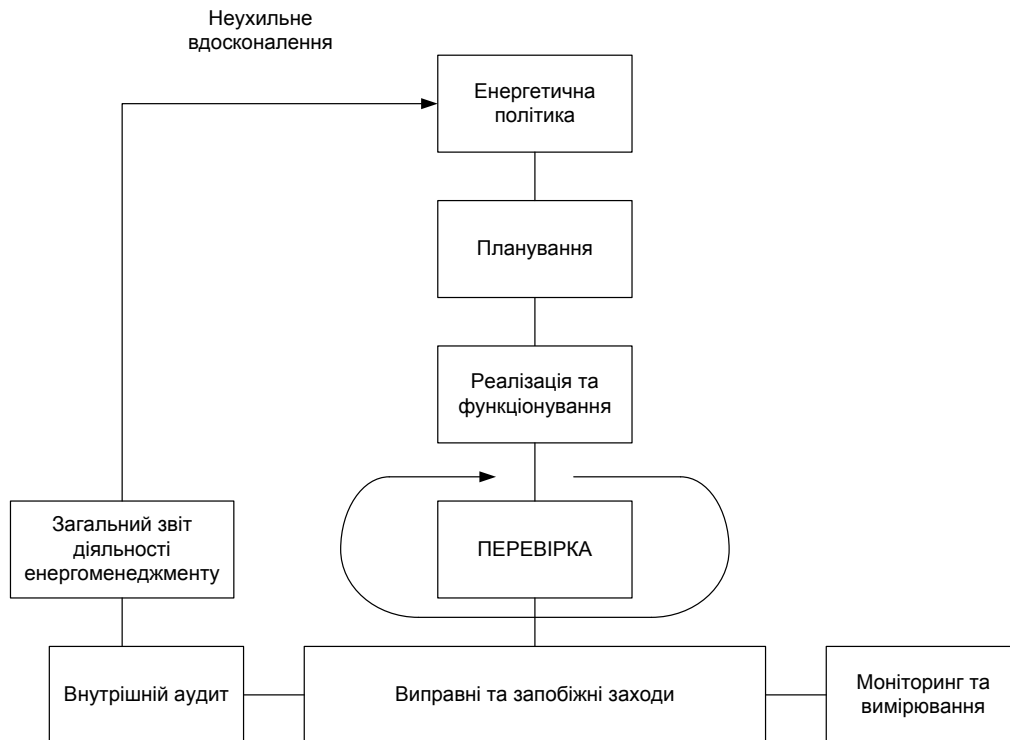 Неухильне
вдосконалення
Енергетична
політика
Планування
Реалізація та
функціонування
Загальний звіт
діяльності
енергоменеджменту
ПЕРЕВІРКА
Внутрішній аудит
Виправні та запобіжні заходи
Моніторинг та
вимірювання